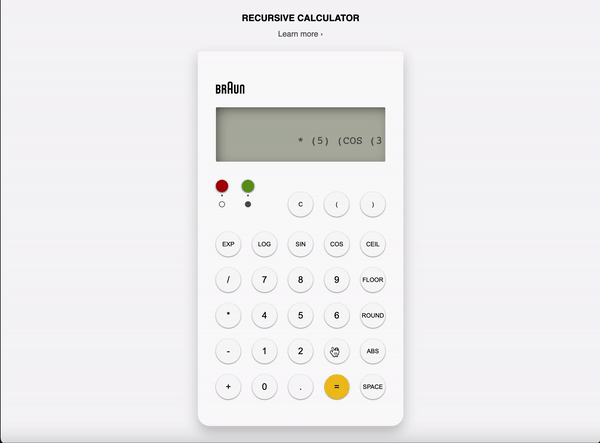 RECURSIVE CALCULATOR
Learn more ›
BRAUN
* (5) (COS (3
C ( )
EXP LOG SIN COS CEIL
/ 7 8 9 FLOOR
* 4 5 6 ROUND
- 1 2 ABS
+ 0 . = SPACE